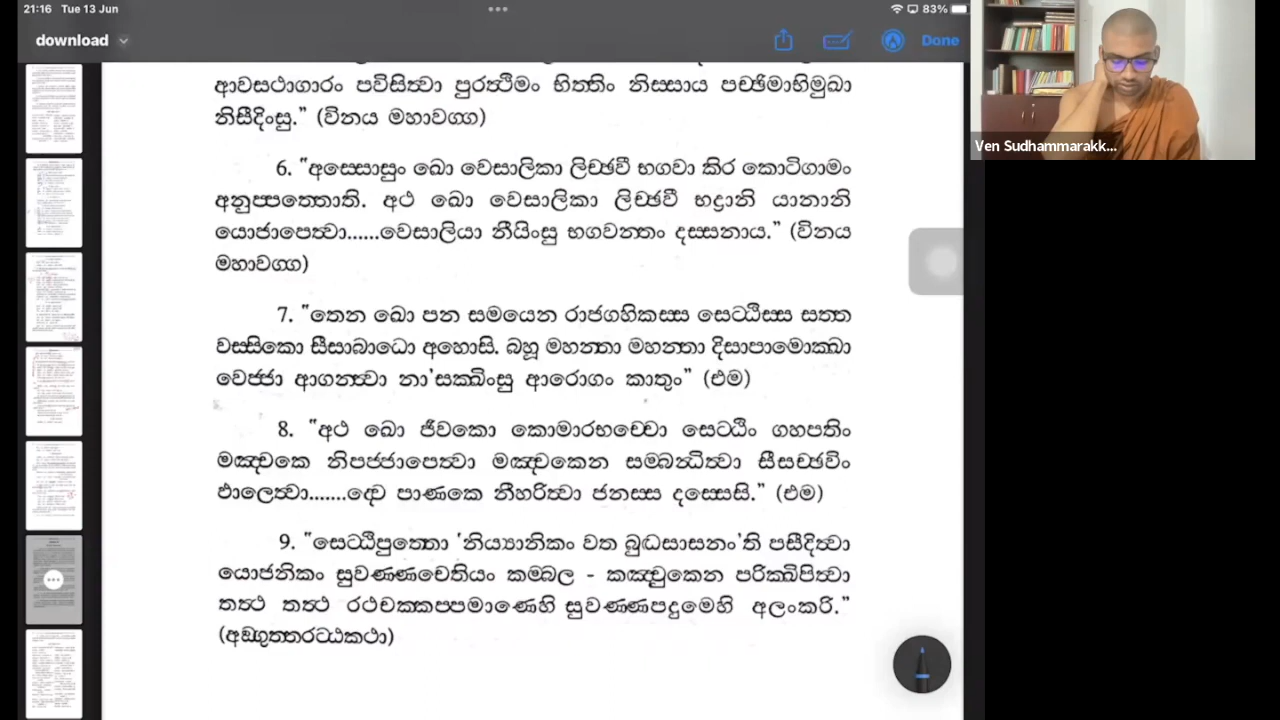 21:16 Tue 13 Jun
83%
download
Done
Ven Sudhammarakk...
නිසීදිංසු.” (විනය මහාවග්ග)
6. “අස්සොසුං ඛො වෙසාලිකා ලිච්ඡවී භගවා කිර කොටිගාමං
අනුප්පත්තොති. අථ ඛො වෙසාලිකා ලිච්ඡවී භද්‍රානි යානානි
යොජාපෙත්වා......වෙසාලියා නීයිංසු භගවන්තං දස්සනාය.” (විනය
මහාවග්ග)
7. “තෙන ඛො පන සමයෙන රාජගහිකස්ස සෙට්ඨිස්ස සත්ත
වස්සිකො සීසාබාධො අහොසි, බහූ මහන්තා මහන්තා දිසාපාමොක්ඛා
වෙජ්ජා ආගන්ත්වා න’සක්ඛිංසු ආරොගං කාතුං” (එම)
8. “අථ ඛො ජීවකො කොමාරභච්චො සෙට්ඨිං ගහපතිං
මඤ්චකෙ නිපජ්ජාපෙත්වා මඤ්චකෙන සම්බන්ධිත්වා සීසච්ඡවිං
ඵාලෙත්වා......ද්වෙ පාණකෙ නීහරිත්වා ජනස්ස දස්සෙසි.” (එම)
9. “සෙට්ඨිපුත්තො ‘නිය්‍යානිකං වත බුද්ධසාසනං’ති පසීදිත්වා
යොජනිකං සුවණ්ණචෙතියං කම්බල - කඤ්චුකෙන පරික්ඛිපිත්වා
තත්ථ තත්ථ රථචක්කප්පමාණෙහි සුවණ්ණපදුමෙහි අලංකරි.”
(අඞ්ගුත්තරට්ඨකථා)